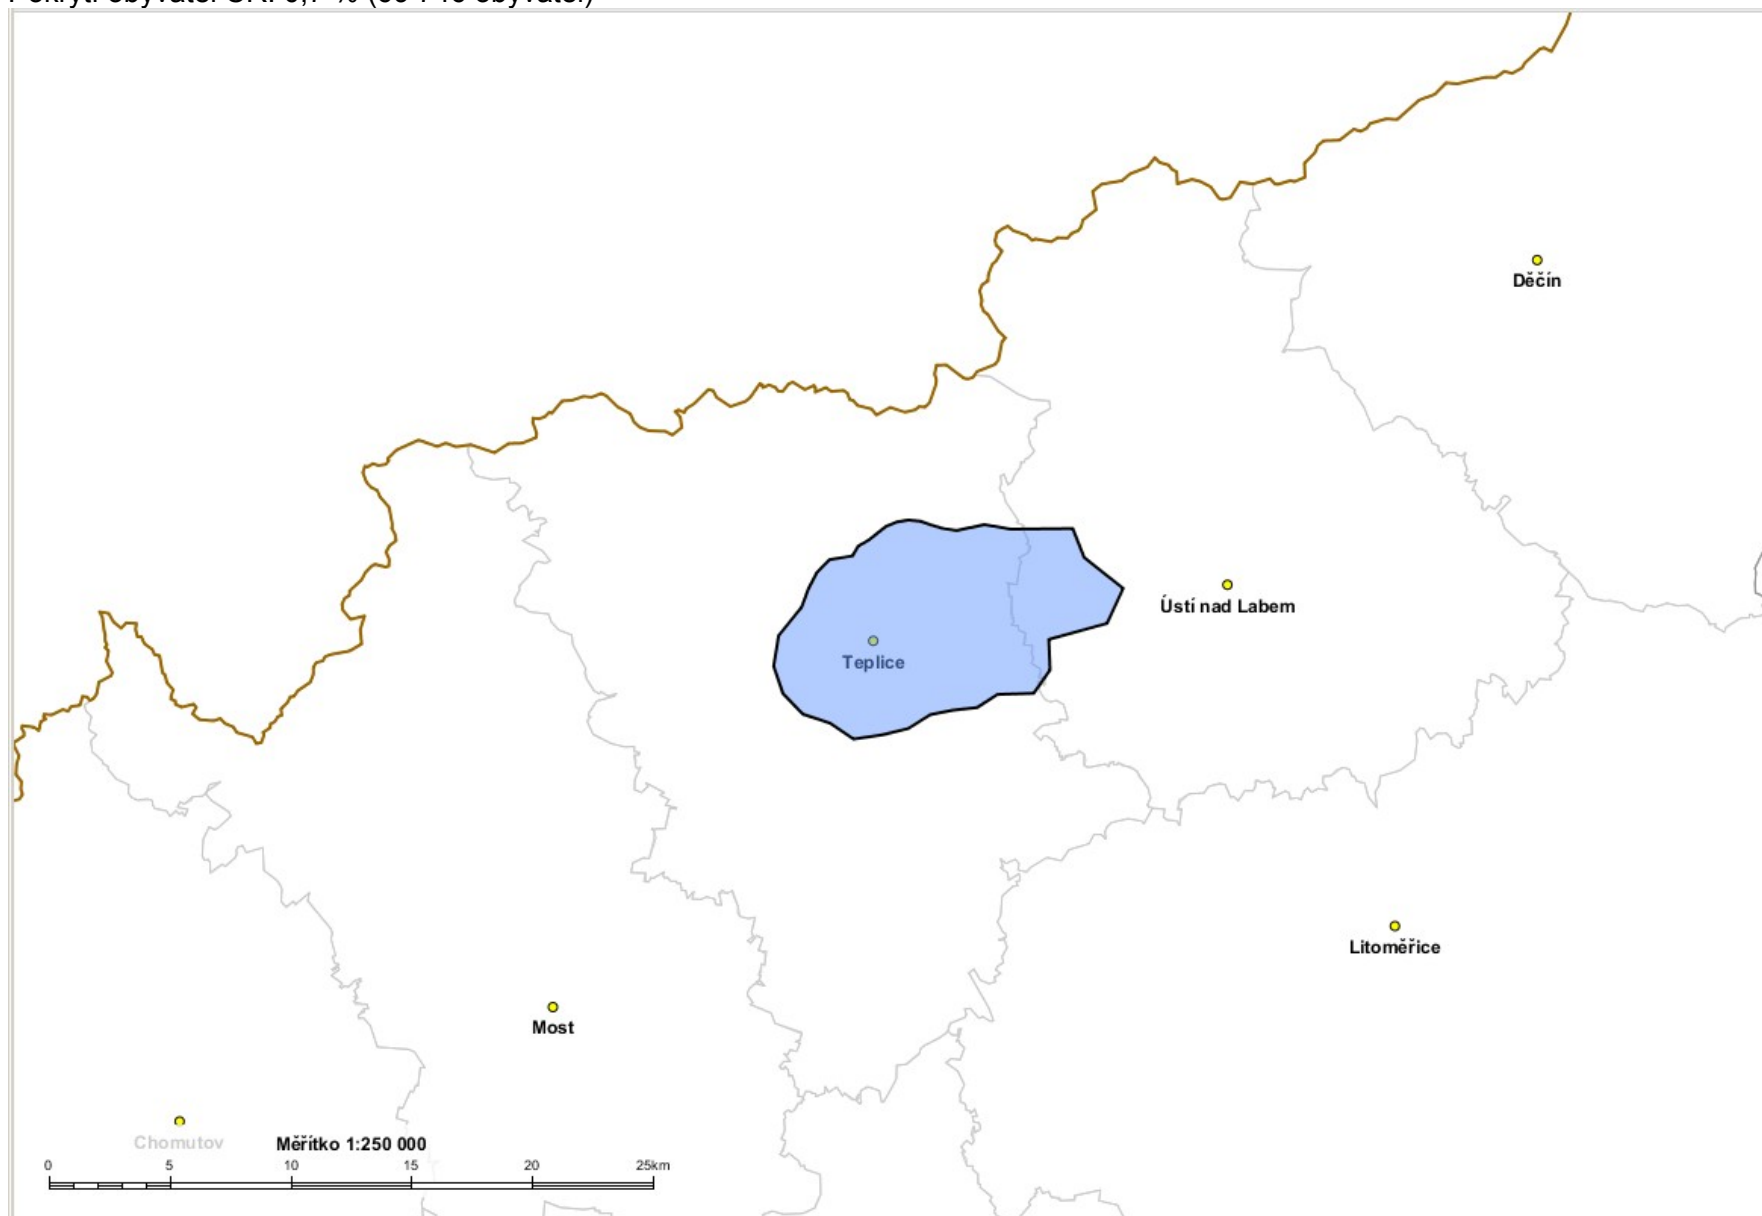 Děčín
Ústí nad Labem
Teplice
Litoměřice
Most
Chomutov
Měřítko 1:250 000
0 5 10 15 20 25km